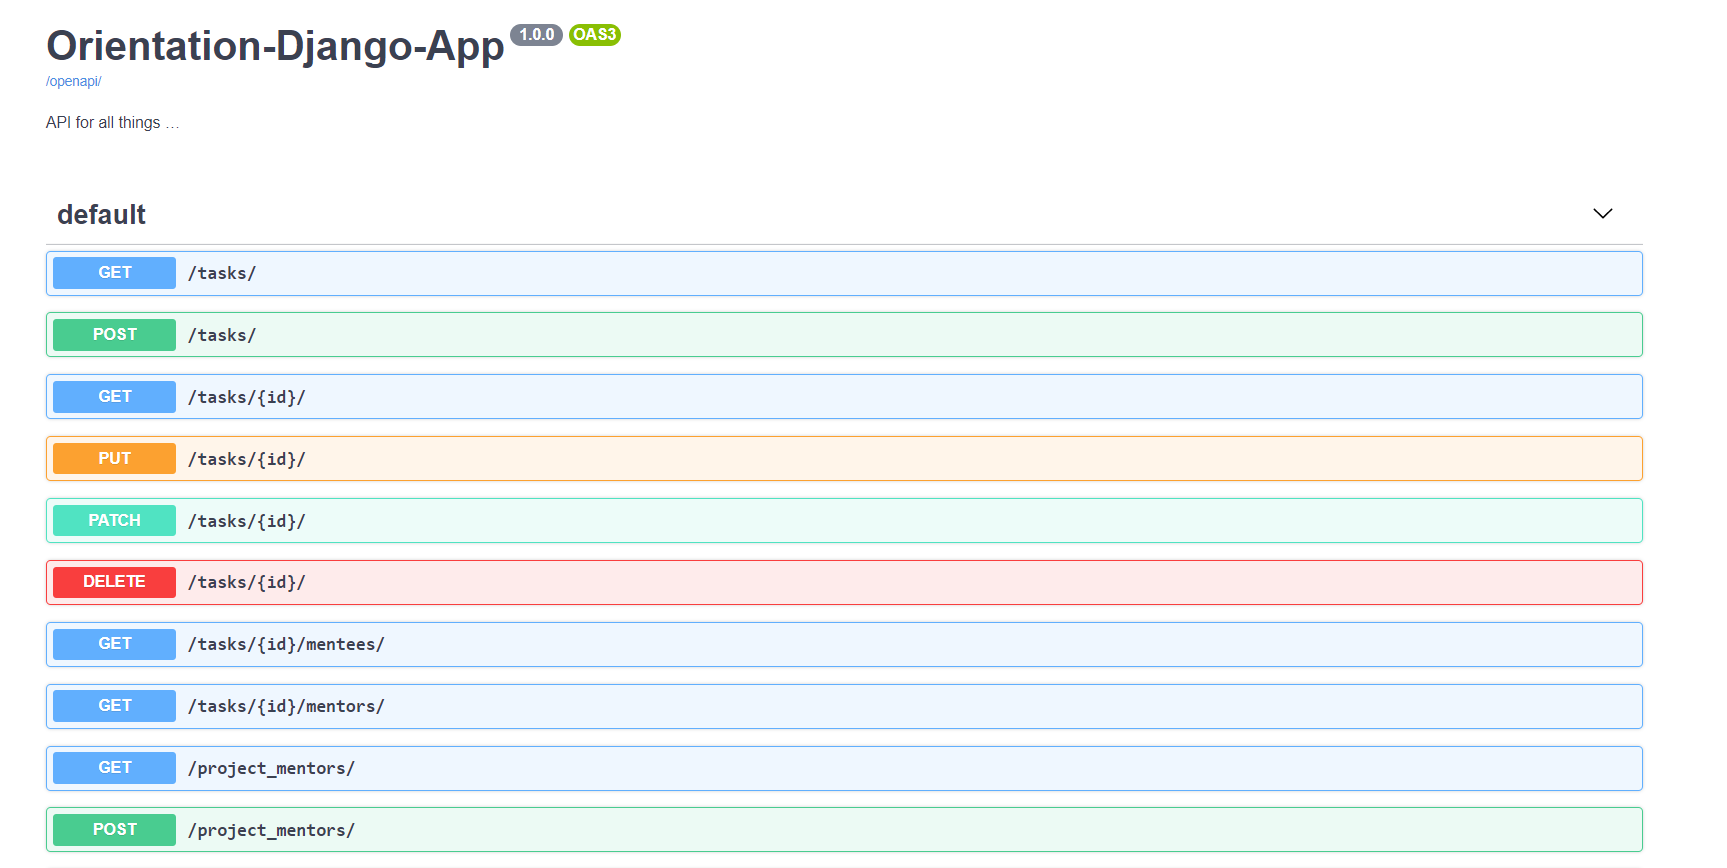 Orientation-Django-App 1.0.0 OAS3
/openapi/
API for all things ...
default
GET /tasks/
POST /tasks/
GET /tasks/{id}/
PUT /tasks/{id}/
PATCH /tasks/{id}/
DELETE /tasks/{id}/
GET /tasks/{id}/mentees/
GET /tasks/{id}/mentors/
GET /project_mentors/
POST /project_mentors/